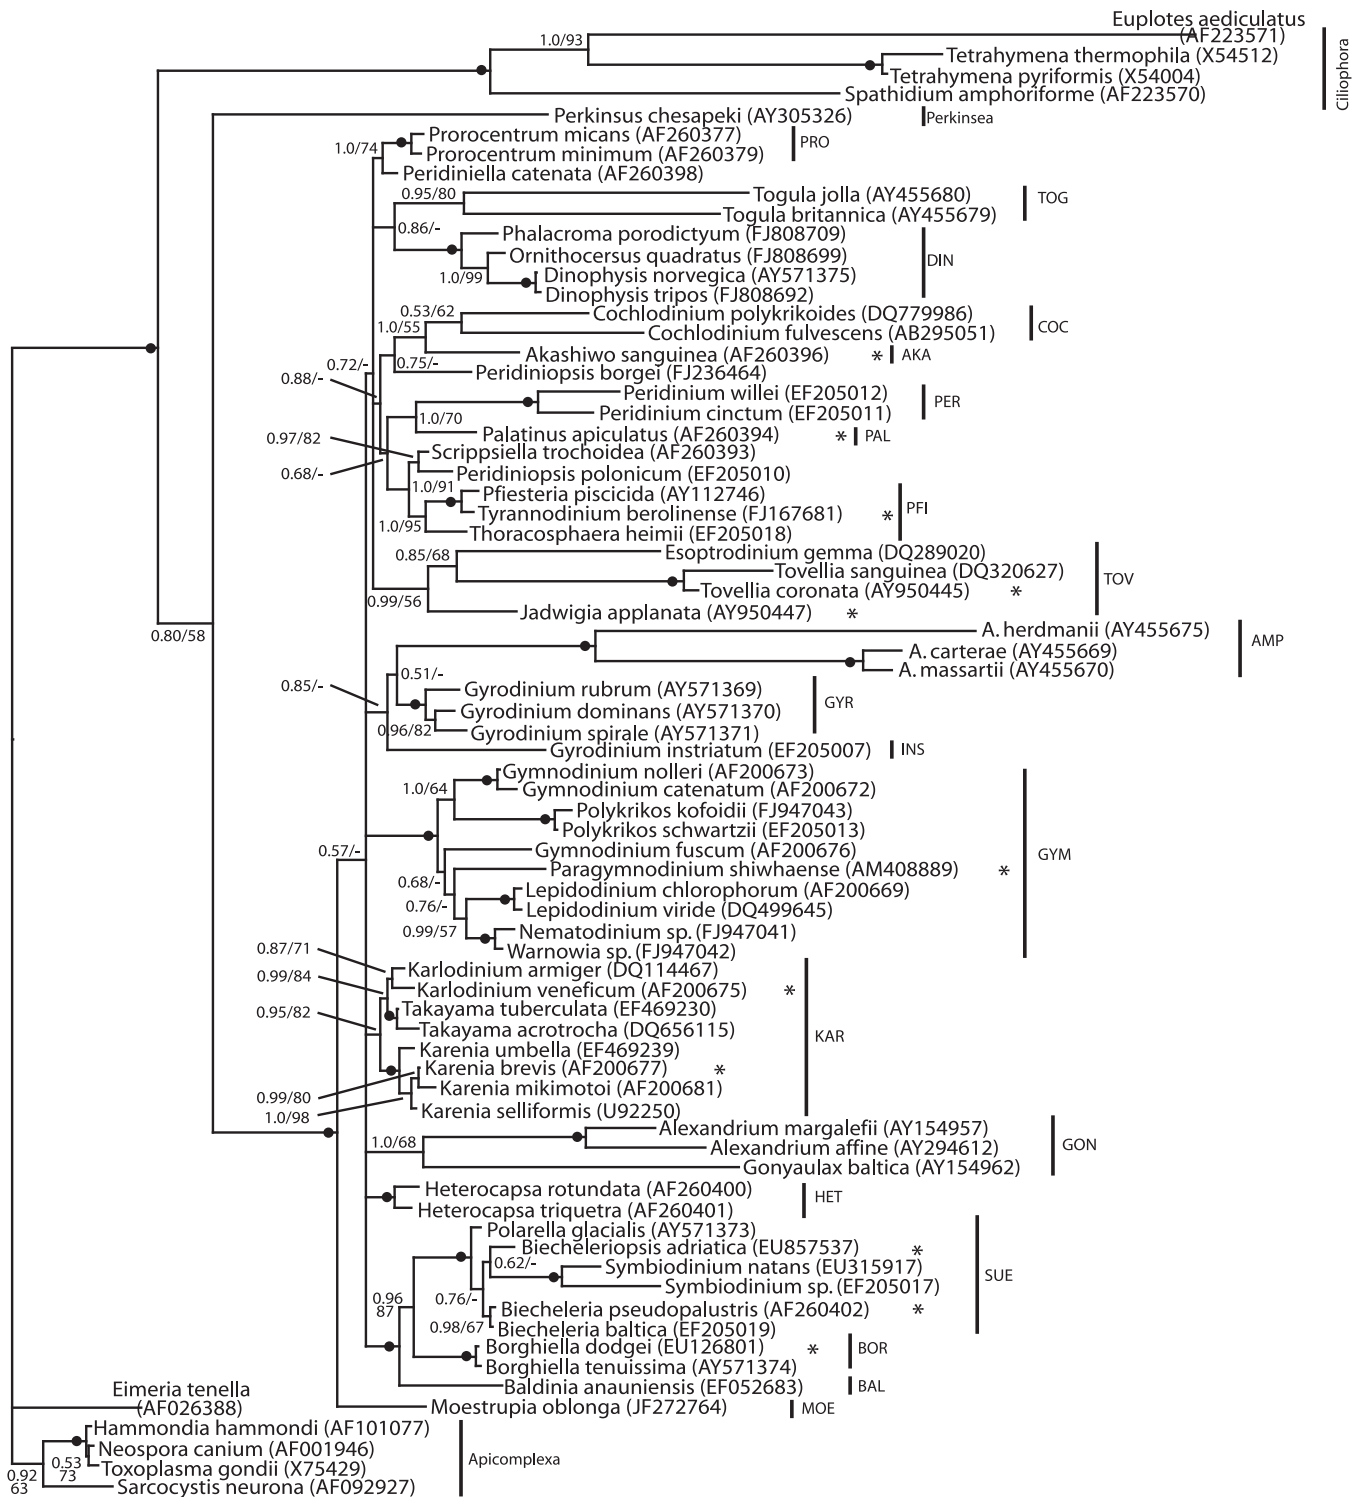 Euplotes aediculatus
(AF223571)
1.0/93
Tetrahymena thermophila (X54512)
Tetrahymena pyriformis (X54004)
Spathidium amphoriforme (AF223570)
Ciliophora
Perkinsus chesapeki (AY305326)
Perkinsea
Prorocentrum micans (AF260377)
PRO
1.0/74
Prorocentrum minimum (AF260379)
Peridiniella catenata (AF260398)
0.95/80
Togula jolla (AY455680)
TOG
Togula britannica (AY455679)
0.86/-
Phalacroma porodictyum (FJ808709)
Ornithocersus quadratus (FJ808699)
DIN
1.0/99
Dinophysis norvegica (AY571375)
Dinophysis tripos (FJ808692)
0.53/62
Cochlodinium polykrikoides (DQ779986)
1.0/55
COC
Cochlodinium fulvescens (AB295051)
Akashiwo sanguinea (AF260396) *
AKA
0.72/-
0.75/-
Peridiniopsis borgei (FJ236464)
0.88/-
Peridinium willei (EF205012)
PER
1.0/70
Peridinium cinctum (EF205011)
Palatinus apiculatus (AF260394) *
PAL
0.97/82
Scrippsiella trochoidea (AF260393)
0.68/-
Peridiniopsis polonicum (EF205010)
1.0/91
Pfiesteria piscicida (AY112746)
PFI
Tyrannodinium berolinense (FJ167681) *
1.0/95
Thoracosphaera heimii (EF205018)
0.85/68
Esoptrodinium gemma (DQ289020)
Tovellia sanguinea (DQ320627)
TOV
Tovellia coronata (AY950445) *
0.99/56
Jadwigia applanata (AY950447) *
0.80/58
A. herdmanii (AY455675)
AMP
A. carterae (AY455669)
A. massartii (AY455670)
0.51/-
0.85/-
Gyrodinium rubrum (AY571369)
GYR
Gyrodinium dominans (AY571370)
0.96/82
Gyrodinium spirale (AY571371)
Gyrodinium instriatum (EF205007)
INS
Gymnodinium nolleri (AF200673)
1.0/64
Gymnodinium catenatum (AF200672)
Polykrikos kofoidii (FJ947043)
Polykrikos schwartzii (EF205013)
0.57/-
Gymnodinium fuscum (AF200676)
GYM
Paragymnodinium shiwhaense (AM408889) *
0.68/-
Lepidodinium chlorophorum (AF200669)
0.76/-
Lepidodinium viride (DQ499645)
0.99/57
Nematodinium sp. (FJ947041)
0.87/71
Warnowia sp. (FJ947042)
Karlodinium armiger (DQ114467)
0.99/84
Karlodinium veneficum (AF200675) *
0.95/82
Takayama tuberculata (EF469230)
Takayama acrotrocha (DQ656115)
KAR
Karenia umbella (EF469239)
Karenia brevis (AF200677) *
0.99/80
Karenia mikimotoi (AF200681)
1.0/98
Karenia selliformis (U92250)
Alexandrium margalefii (AY154957)
1.0/68
Alexandrium affine (AY294612)
GON
Gonyaulax baltica (AY154962)
Heterocapsa rotundata (AF260400)
HET
Heterocapsa triquetra (AF260401)
Polarella glacialis (AY571373)
Biecheleriopsis adriatica (EU857537) *
0.62/-
Symbiodinium natans (EU315917)
SUE
Symbiodinium sp. (EF205017)
0.96
87
0.76/-
Biecheleria pseudopalustris (AF260402) *
0.98/67
Biecheleria baltica (EF205019)
Borghiella dodgei (EU126801) *
BOR
Borghiella tenuissima (AY571374)
Baldinia anauniensis (EF052683)
BAL
Moestrupia oblonga (JF272764)
MOE
Eimeria tenella
(AF026388)
Hammondia hammondi (AF101077)
Neospora canium (AF001946)
0.53
73
Toxoplasma gondii (X75429)
Apicomplexa
0.92
63
Sarcocystis neurona (AF092927)